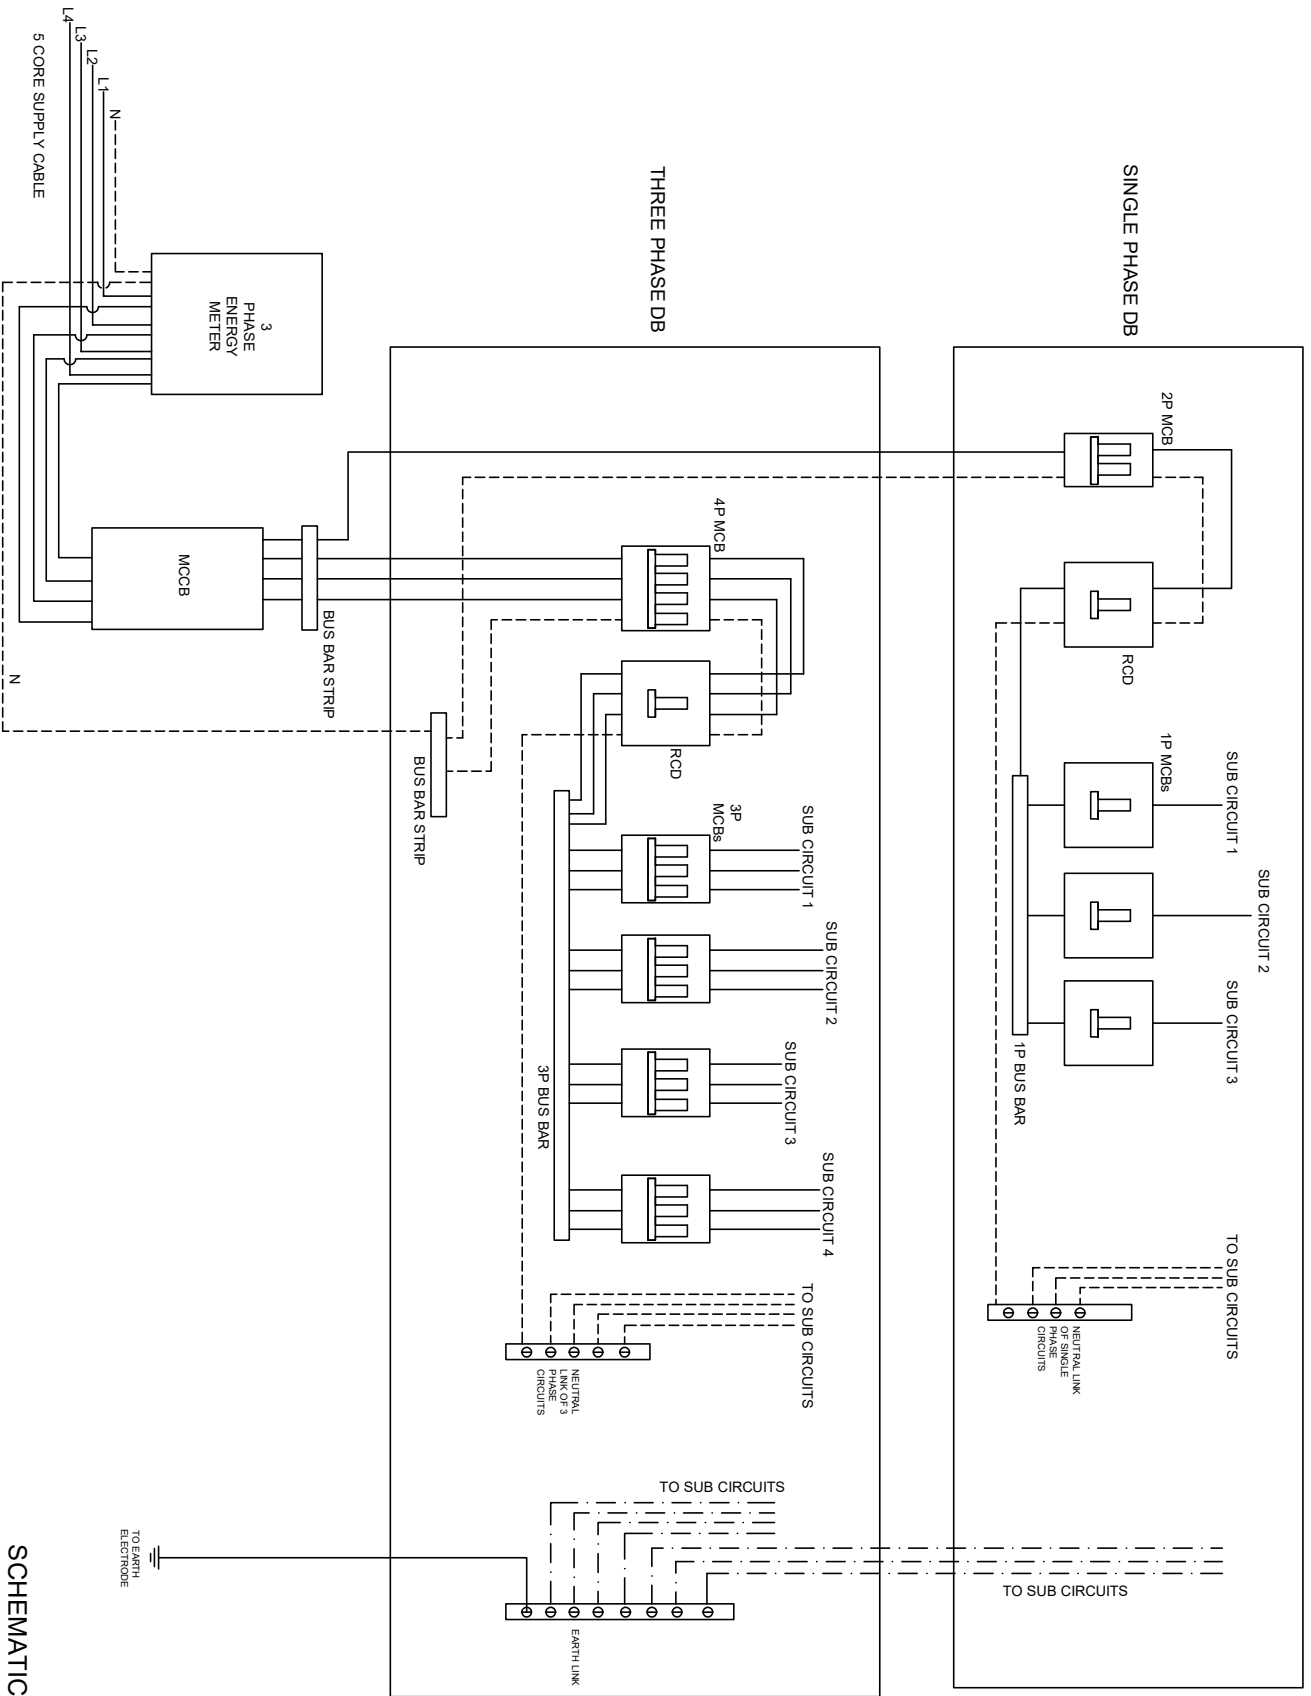 SINGLE PHASE DB
2P MCB
RCD
1P MCBs
SUB CIRCUIT 1
SUB CIRCUIT 2
SUB CIRCUIT 3
1P BUS BAR
TO SUB CIRCUITS
NEUTRAL LINK
OF SINGLE
PHASE
CIRCUITS
TO SUB CIRCUITS
THREE PHASE DB
4P MCB
RCD
3P
MCBs
SUB CIRCUIT 1
SUB CIRCUIT 2
SUB CIRCUIT 3
SUB CIRCUIT 4
3P BUS BAR
TO SUB CIRCUITS
NEUTRAL
LINK OF 3
PHASE
CIRCUITS
TO SUB CIRCUITS
EARTH LINK
BUS BAR STRIP
BUS BAR STRIP
3
PHASE
ENERGY
METER
MCCB
N
L1
L2
L3
L4
5 CORE SUPPLY CABLE
N
TO EARTH
ELECTRODE
SCHEMATIC